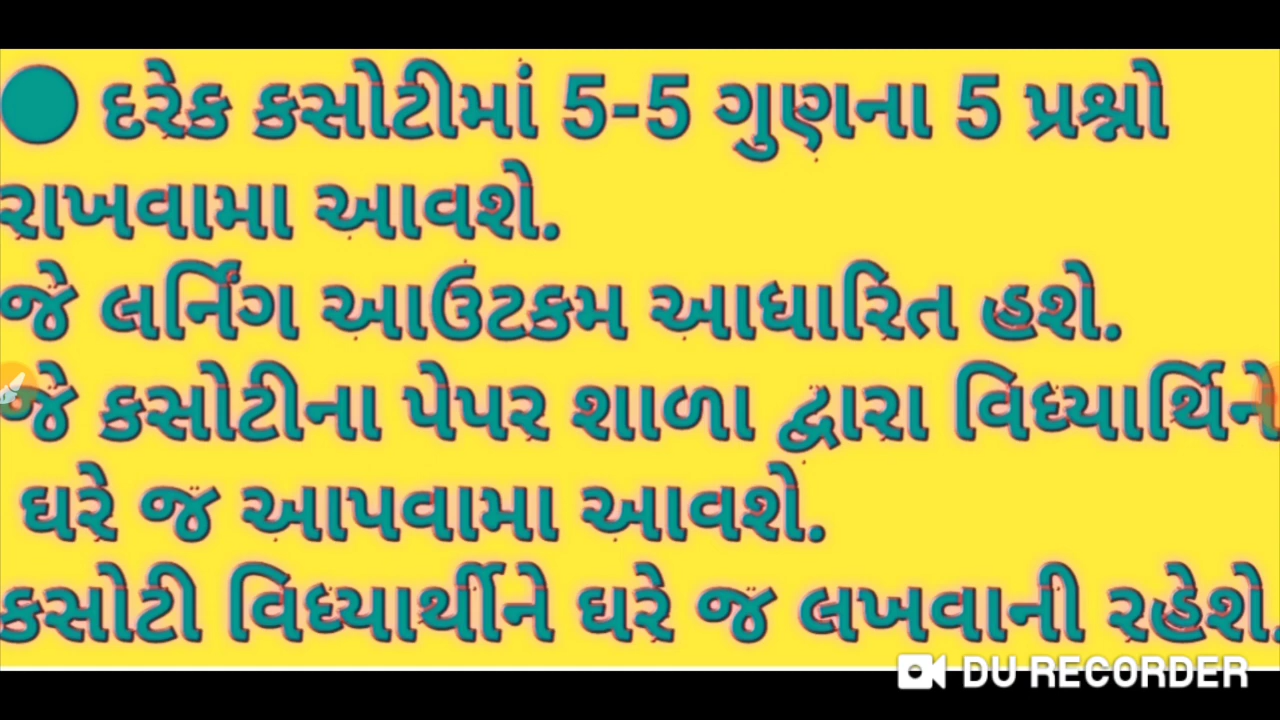 ● દરેક કસોટીમાં 5-5 ગુણના 5 પ્રશ્નો
રાખવામા આવશે.
જે લર્નિંગ આઉટકમ આધારિત હશે.
જે કસોટીના પેપર શાળા દ્વારા વિધ્યાર્થિને
ઘરે જ આપવામા આવશે.
કસોટી વિધ્યાર્થીને ઘરે જ લખવાની રહેશે.
DU RECORDER